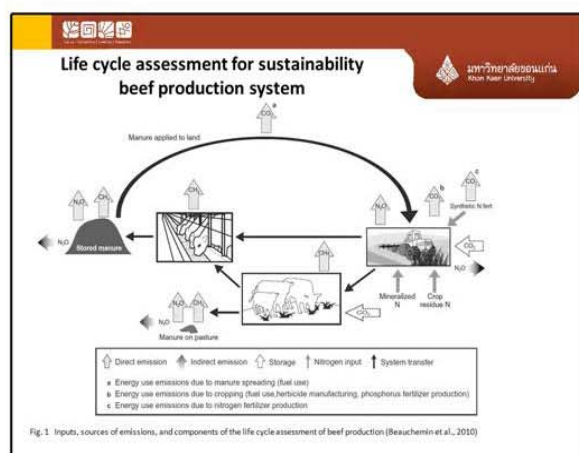 Life cycle assessment for sustainability
beef production system
มหาวิทยาลัยขอนแก่น
Khon Kaen University
CO₂ a
Manure applied to land
N₂O CH₄
CH₄
N₂O
CO₂ b
CO₂ c
Synthetic N fert
N₂O
Stored manure
CO₂
N₂O
CH₄
Mineralized
N
Crop
residue N
N₂O CH₄
N₂O
CO₂
Manure on pasture
Direct emission Indirect emission Storage Nitrogen input System transfer
a Energy use emissions due to manure spreading (fuel use)
b Energy use emissions due to cropping (fuel use,herbicide manufacturing, phosphorus fertilizer production)
c Energy use emissions due to nitrogen fertilizer production
Fig. 1 Inputs, sources of emissions, and components of the life cycle assessment of beef production (Beauchemin et al., 2010)